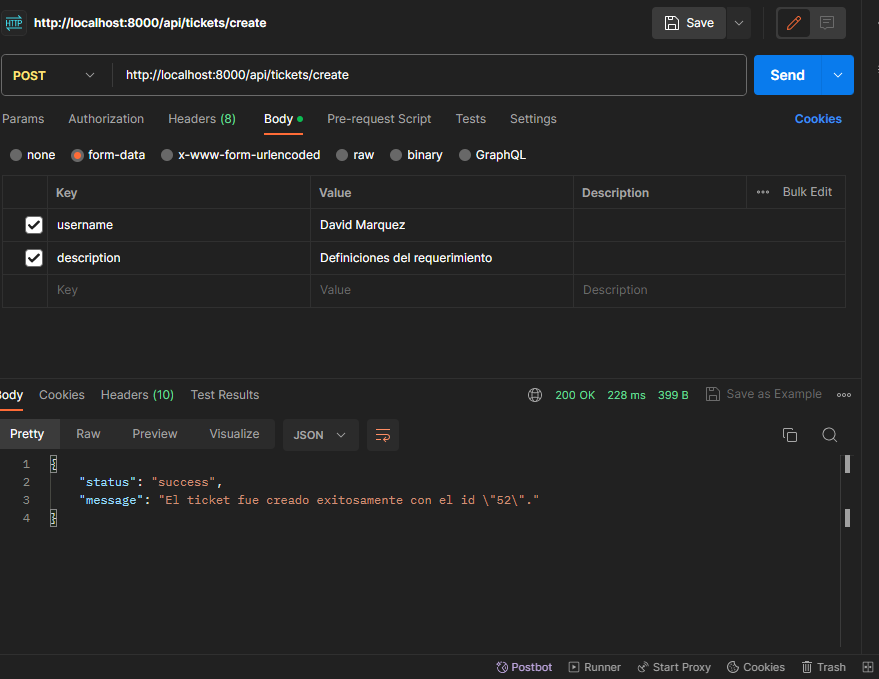 HTTP http://localhost:8000/api/tickets/create Save
POST http://localhost:8000/api/tickets/create Send
Params Authorization Headers (8) Body Pre-request Script Tests Settings Cookies
none form-data x-www-form-urlencoded raw binary GraphQL
Key Value Description ••• Bulk Edit
username David Marquez
description Definiciones del requerimiento
Key Value Description
Body Cookies Headers (10) Test Results 200 OK 228 ms 399 B Save as Example
Pretty Raw Preview Visualize JSON
1 {
2 "status": "success",
3 "message": "El ticket fue creado exitosamente con el id \"52\"."
4 }
Postbot Runner Start Proxy Cookies Trash